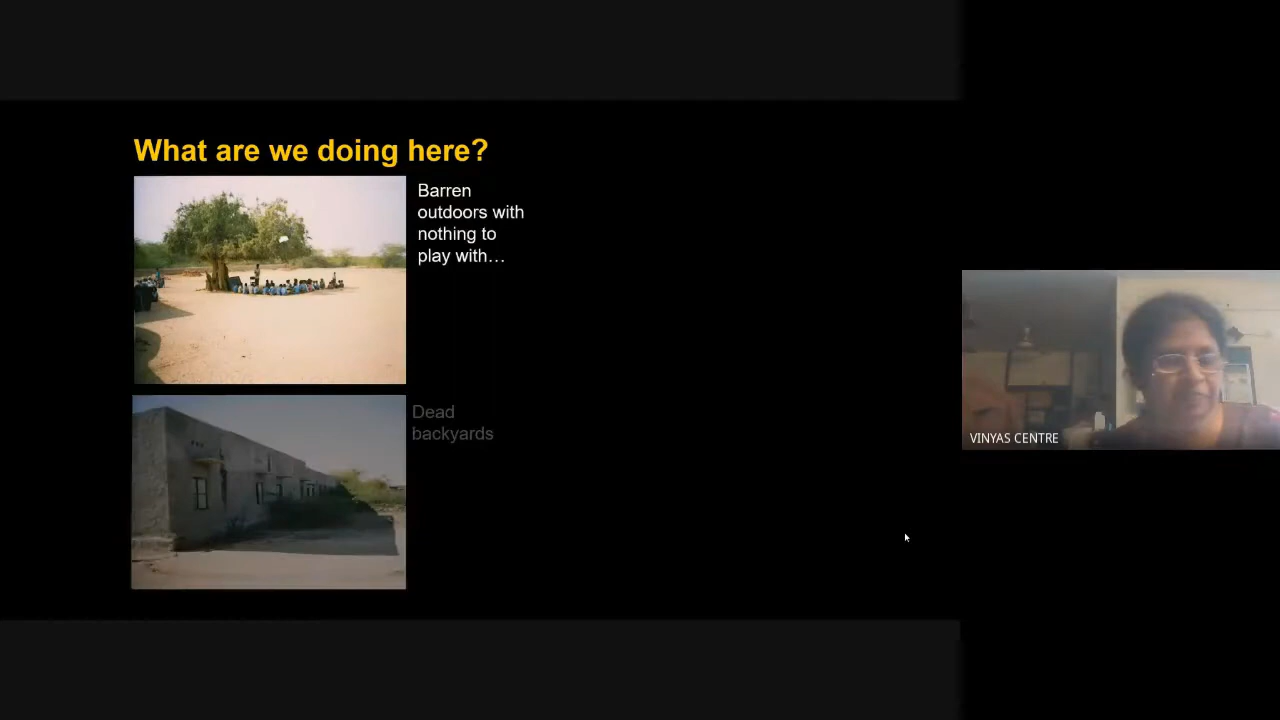 What are we doing here?
Barren
outdoors with
nothing to
play with…
Dead
backyards
VINYAS CENTRE